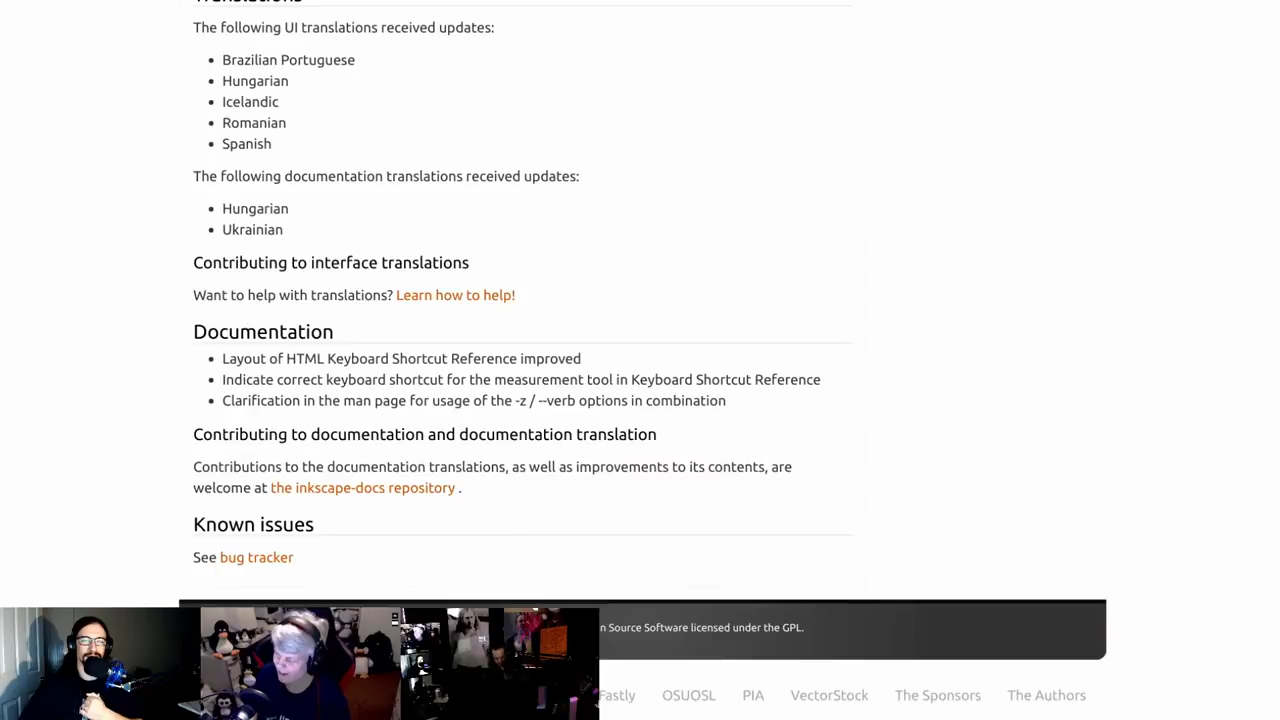 Translations
The following UI translations received updates:
Brazilian Portuguese
Hungarian
Icelandic
Romanian
Spanish
The following documentation translations received updates:
Hungarian
Ukrainian
Contributing to interface translations
Want to help with translations? Learn how to help!
Documentation
Layout of HTML Keyboard Shortcut Reference improved
Indicate correct keyboard shortcut for the measurement tool in Keyboard Shortcut Reference
Clarification in the man page for usage of the -z / --verb options in combination
Contributing to documentation and documentation translation
Contributions to the documentation translations, as well as improvements to its contents, are
welcome at the inkscape-docs repository .
Known issues
See bug tracker
n Source Software licensed under the GPL.
Fastly OSUOSL PIA VectorStock The Sponsors The Authors